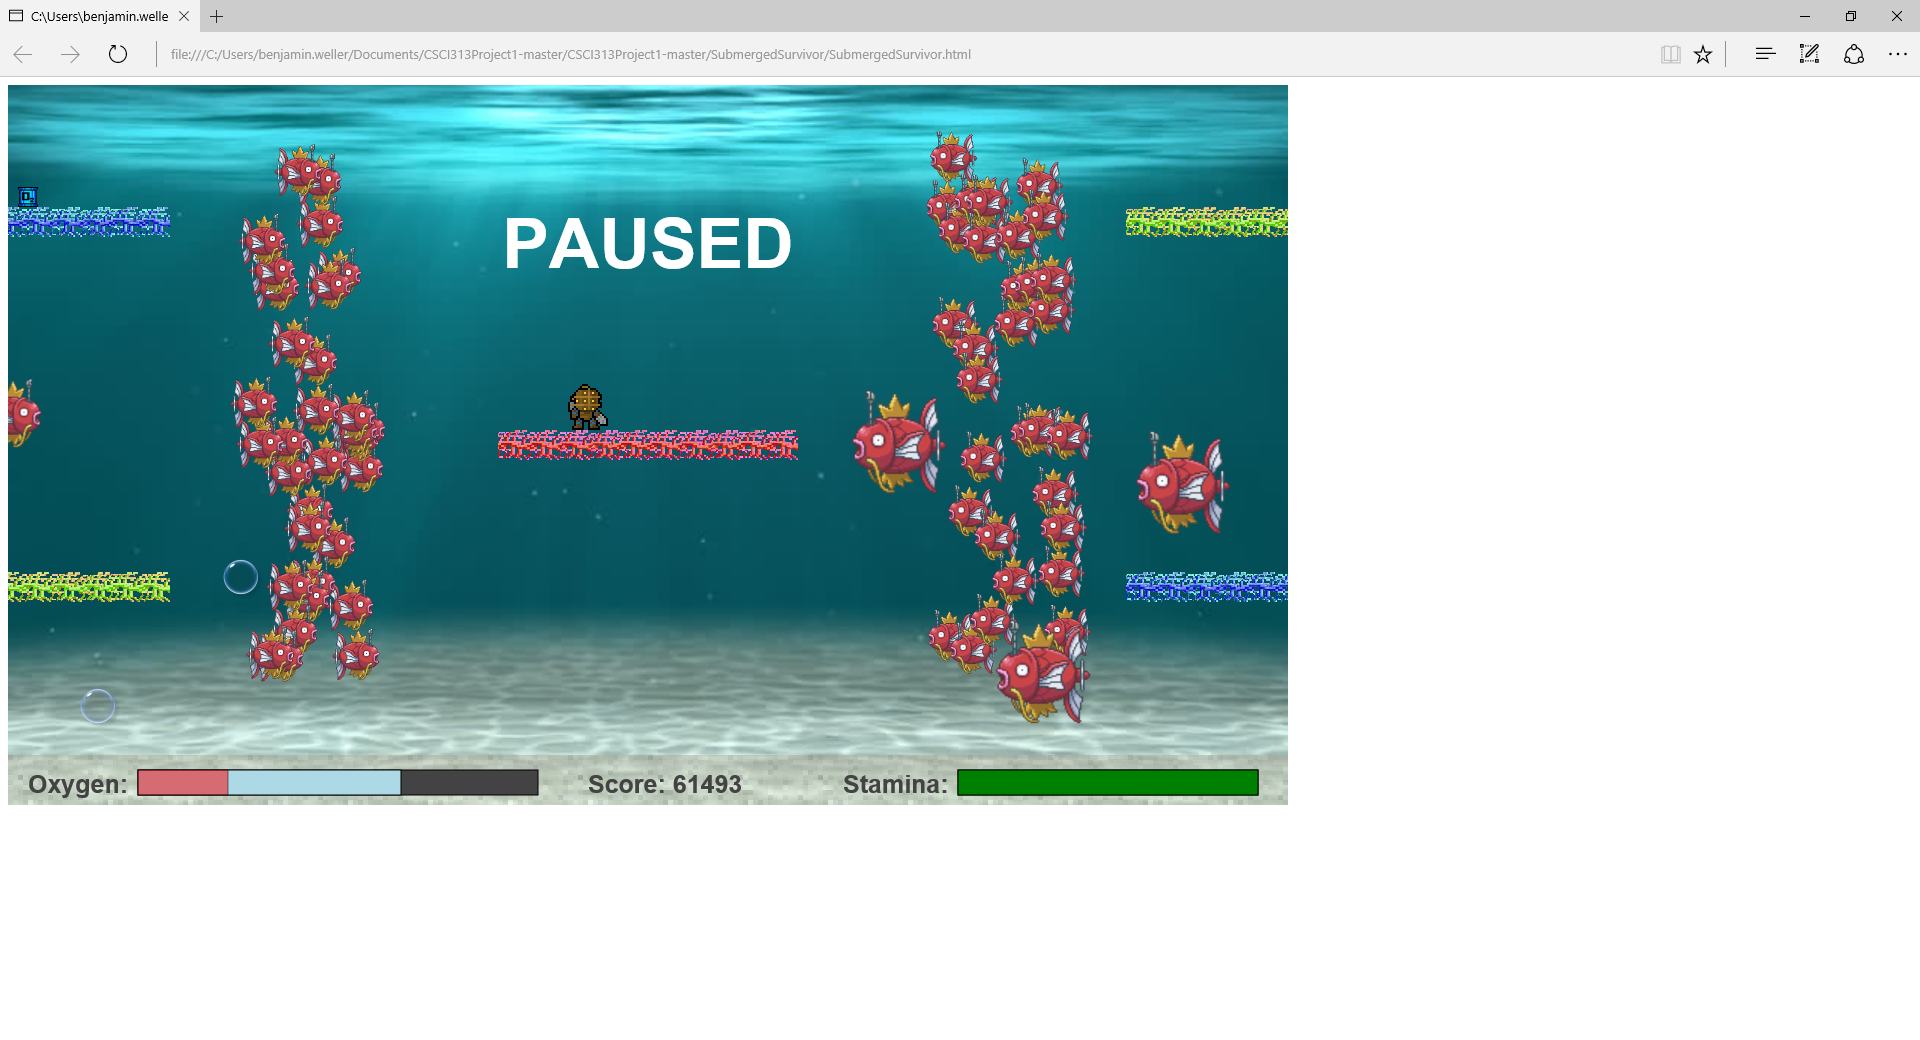 C:\Users\benjamin.welle
file:///C:/Users/benjamin.weller/Documents/CSCI313Project1-master/CSCI313Project1-master/SubmergedSurvivor/SubmergedSurvivor.html
PAUSED
Oxygen: Score: 61493 Stamina: